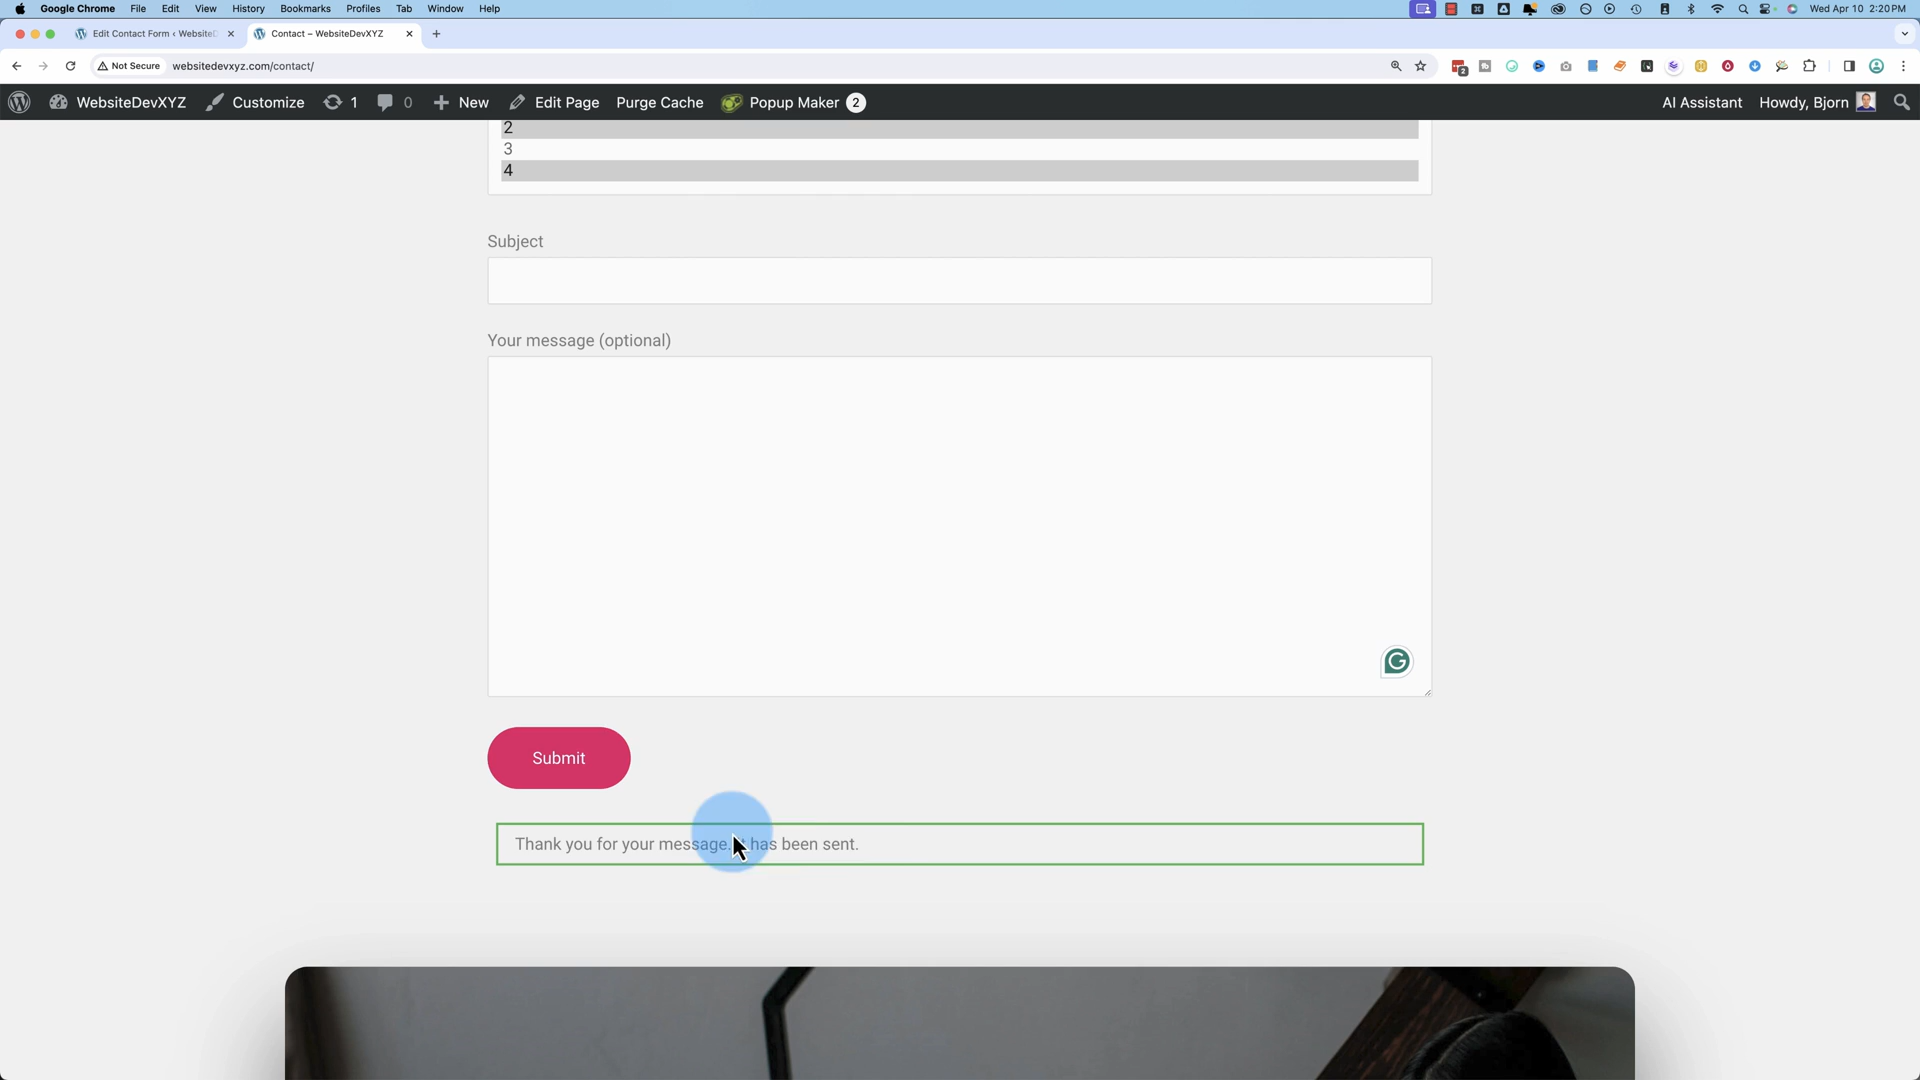 Google Chrome File Edit View History Bookmarks Profiles Tab Window Help Wed Apr 10 2:20 PM
Edit Contact Form ‹ WebsiteD Contact – WebsiteDevXYZ
Not Secure websitedevxyz.com/contact/ 2
WebsiteDevXYZ Customize 1 0 New Edit Page Purge Cache Popup Maker 2 AI Assistant Howdy, Bjorn
2
3
4
Subject
Your message (optional)
Submit
Thank you for your message. has been sent.